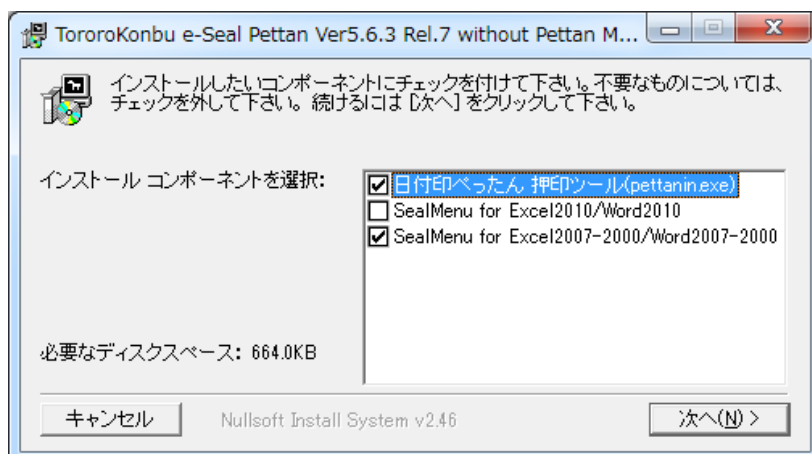 TororoKonbu e-Seal Pettan Ver5.6.3 Rel.7 without Pettan M...
インストールしたいコンポーネントにチェックを付けて下さい。不要なものについては、
チェックを外して下さい。続けるには [次へ] をクリックして下さい。
インストール コンポーネントを選択:
日付印ぺったん 押印ツール(pettanin.exe)
SealMenu for Excel2010/Word2010
SealMenu for Excel2007-2000/Word2007-2000
必要なディスクスペース: 664.0KB
キャンセル
Nullsoft Install System v2.46
次へ(N) >